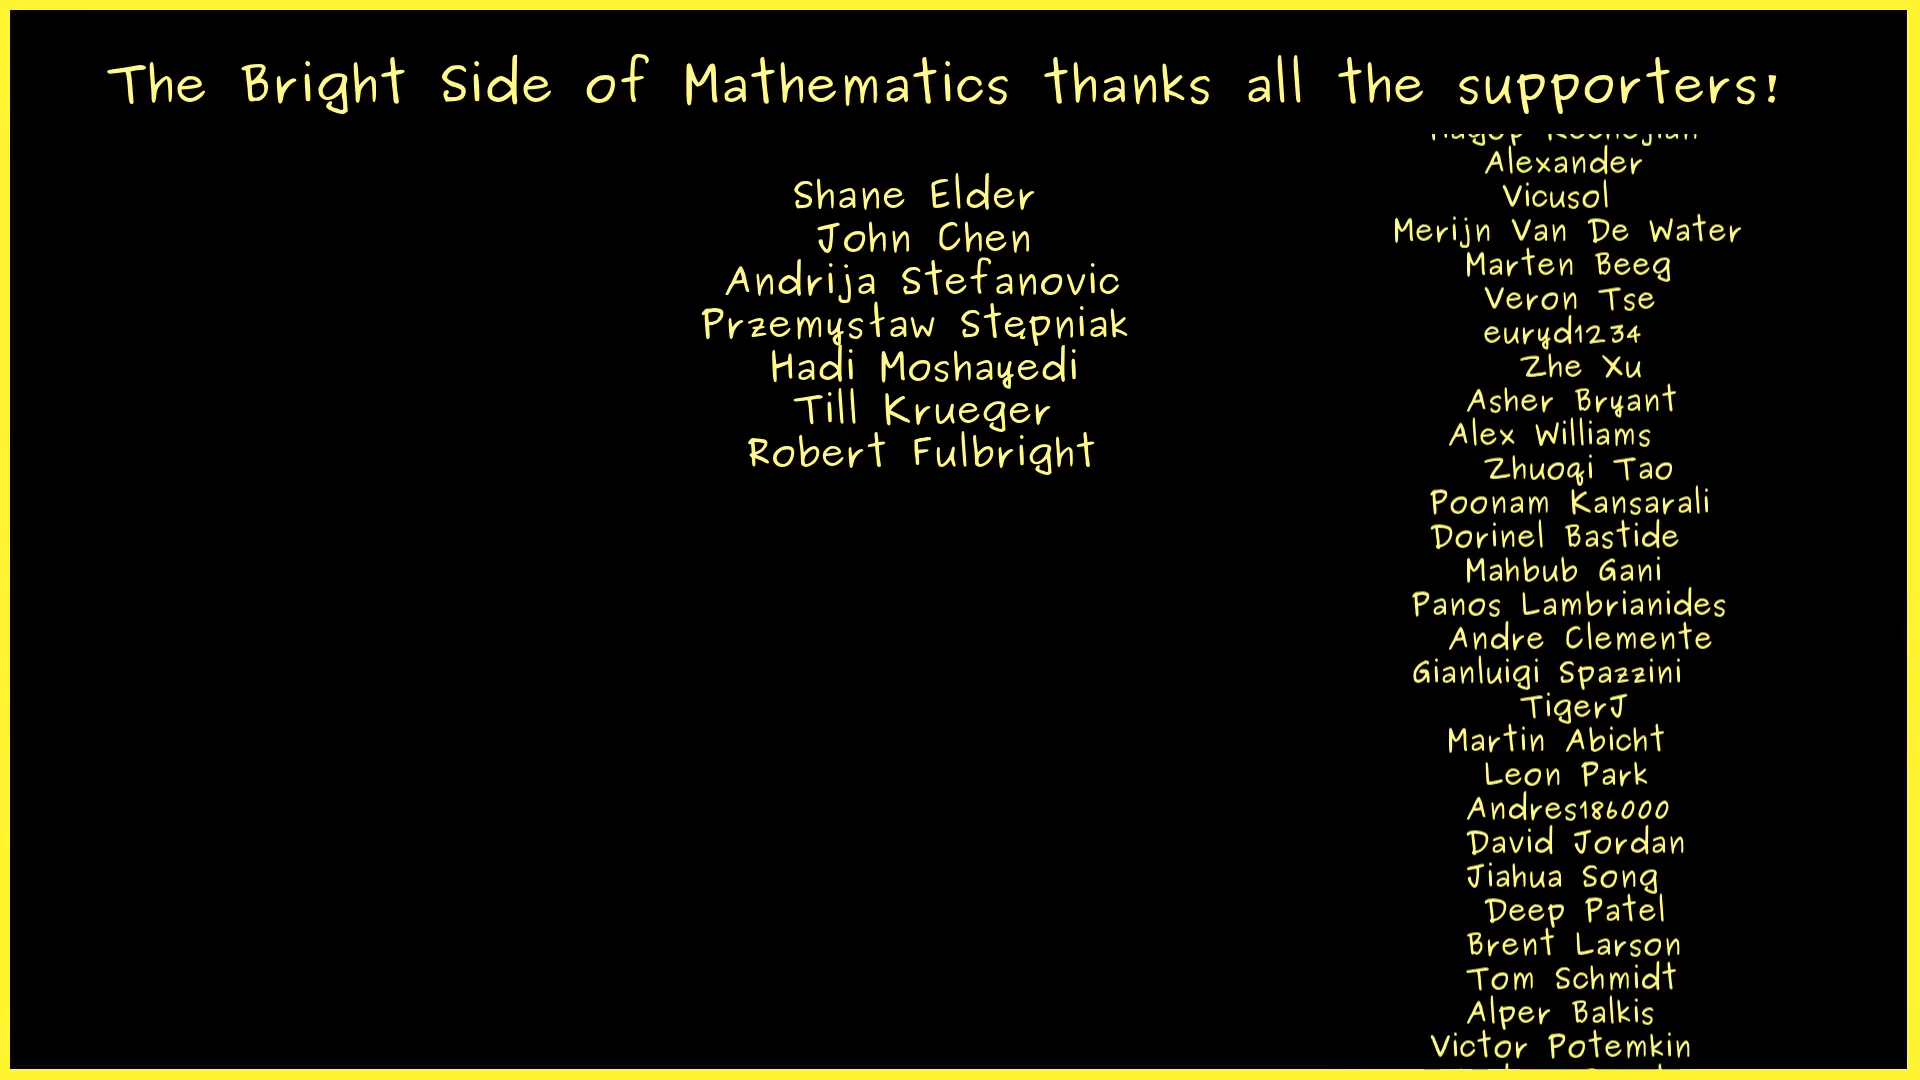 The Bright Side of Mathematics thanks all the supporters!
Shane Elder
John Chen
Andrija Stefanovic
Przemysław Stępniak
Hadi Moshayedi
Till Krueger
Robert Fulbright
Alexander
Vicusol
Merijn Van De Water
Marten Beeg
Veron Tse
euryd1234
Zhe Xu
Asher Bryant
Alex Williams
Zhuoqi Tao
Poonam Kansarali
Dorinel Bastide
Mahbub Gani
Panos Lambrianides
Andre Clemente
Gianluigi Spazzini
TigerJ
Martin Abicht
Leon Park
Andres186000
David Jordan
Jiahua Song
Deep Patel
Brent Larson
Tom Schmidt
Alper Balkis
Victor Potemkin